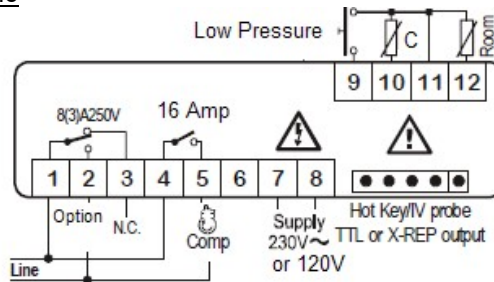 Low Pressure
C
Room
9 10 11 12
8(3)A250V
16 Amp
1 2 3 4 5 6 7 8
Option
N.C.
Comp
Supply
230V~
or 120V
Hot Key/IV probe
TTL or X-REP output
Line